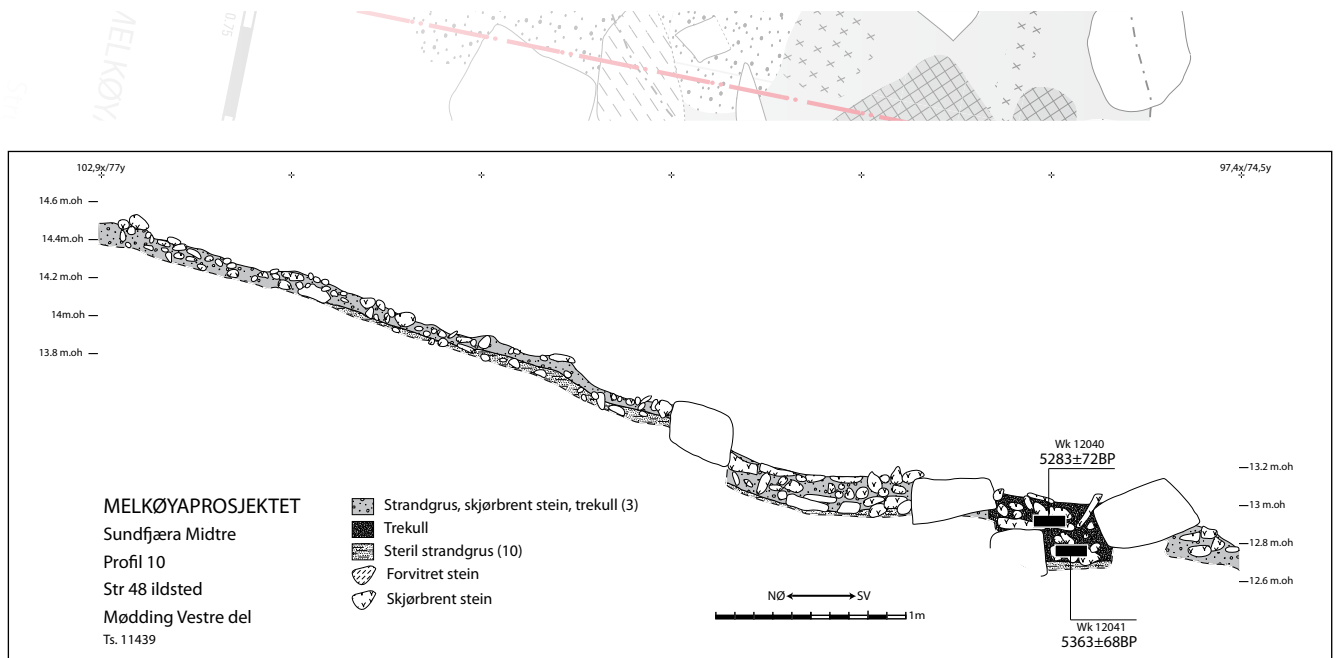 0.75
MELKØYA
102,9x/77y
97,4x/74,5y
14.6 m.oh
14.4m.oh
14.2 m.oh
14m.oh
13.8 m.oh
Wk 12040
5283±72BP
13.2 m.oh
13 m.oh
12.8 m.oh
12.6 m.oh
MELKØYAPROSJEKTET
Sundfjæra Midtre
Profil 10
Str 48 ildsted
Mødding Vestre del
Ts. 11439
Strandgrus, skjørbrent stein, trekull (3)
Trekull
Steril strandgrus (10)
Forvitret stein
Skjørbrent stein
NØ SV
1m
Wk 12041
5363±68BP